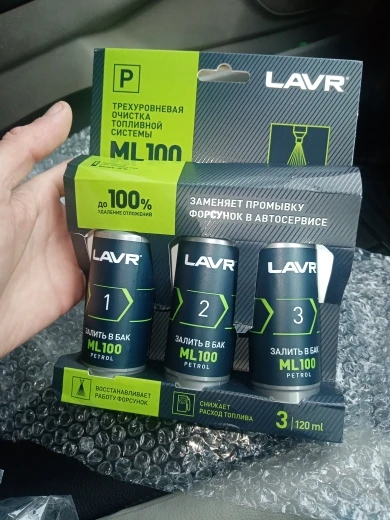 P
LAVR
ТРЕХУРОВНЕВАЯ
ОЧИСТКА
ТОПЛИВНОЙ
СИСТЕМЫ
ML100
до 100%
УДАЛЕНИЕ ОТЛОЖЕНИЙ
ЗАМЕНЯЕТ ПРОМЫВКУ
ФОРСУНОК В АВТОСЕРВИСЕ
LAVR
1
ЗАЛИТЬ В БАК
ML100
PETROL
LAVR
2
ЗАЛИТЬ В БАК
ML100
PETROL
LAVR
3
ЗАЛИТЬ В БАК
ML100
PETROL
ВОССТАНАВЛИВАЕТ
РАБОТУ ФОРСУНОК
СНИЖАЕТ
РАСХОД ТОПЛИВА
3 | 120 ml